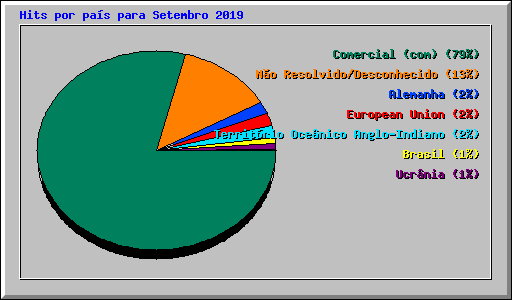 Hits por país para Setembro 2019
Comercial (com) (79%)
Não Resolvido/Desconhecido (13%)
Alemanha (2%)
European Union (2%)
Território Oceânico Anglo-Indiano (2%)
Brasil (1%)
Ucrânia (1%)